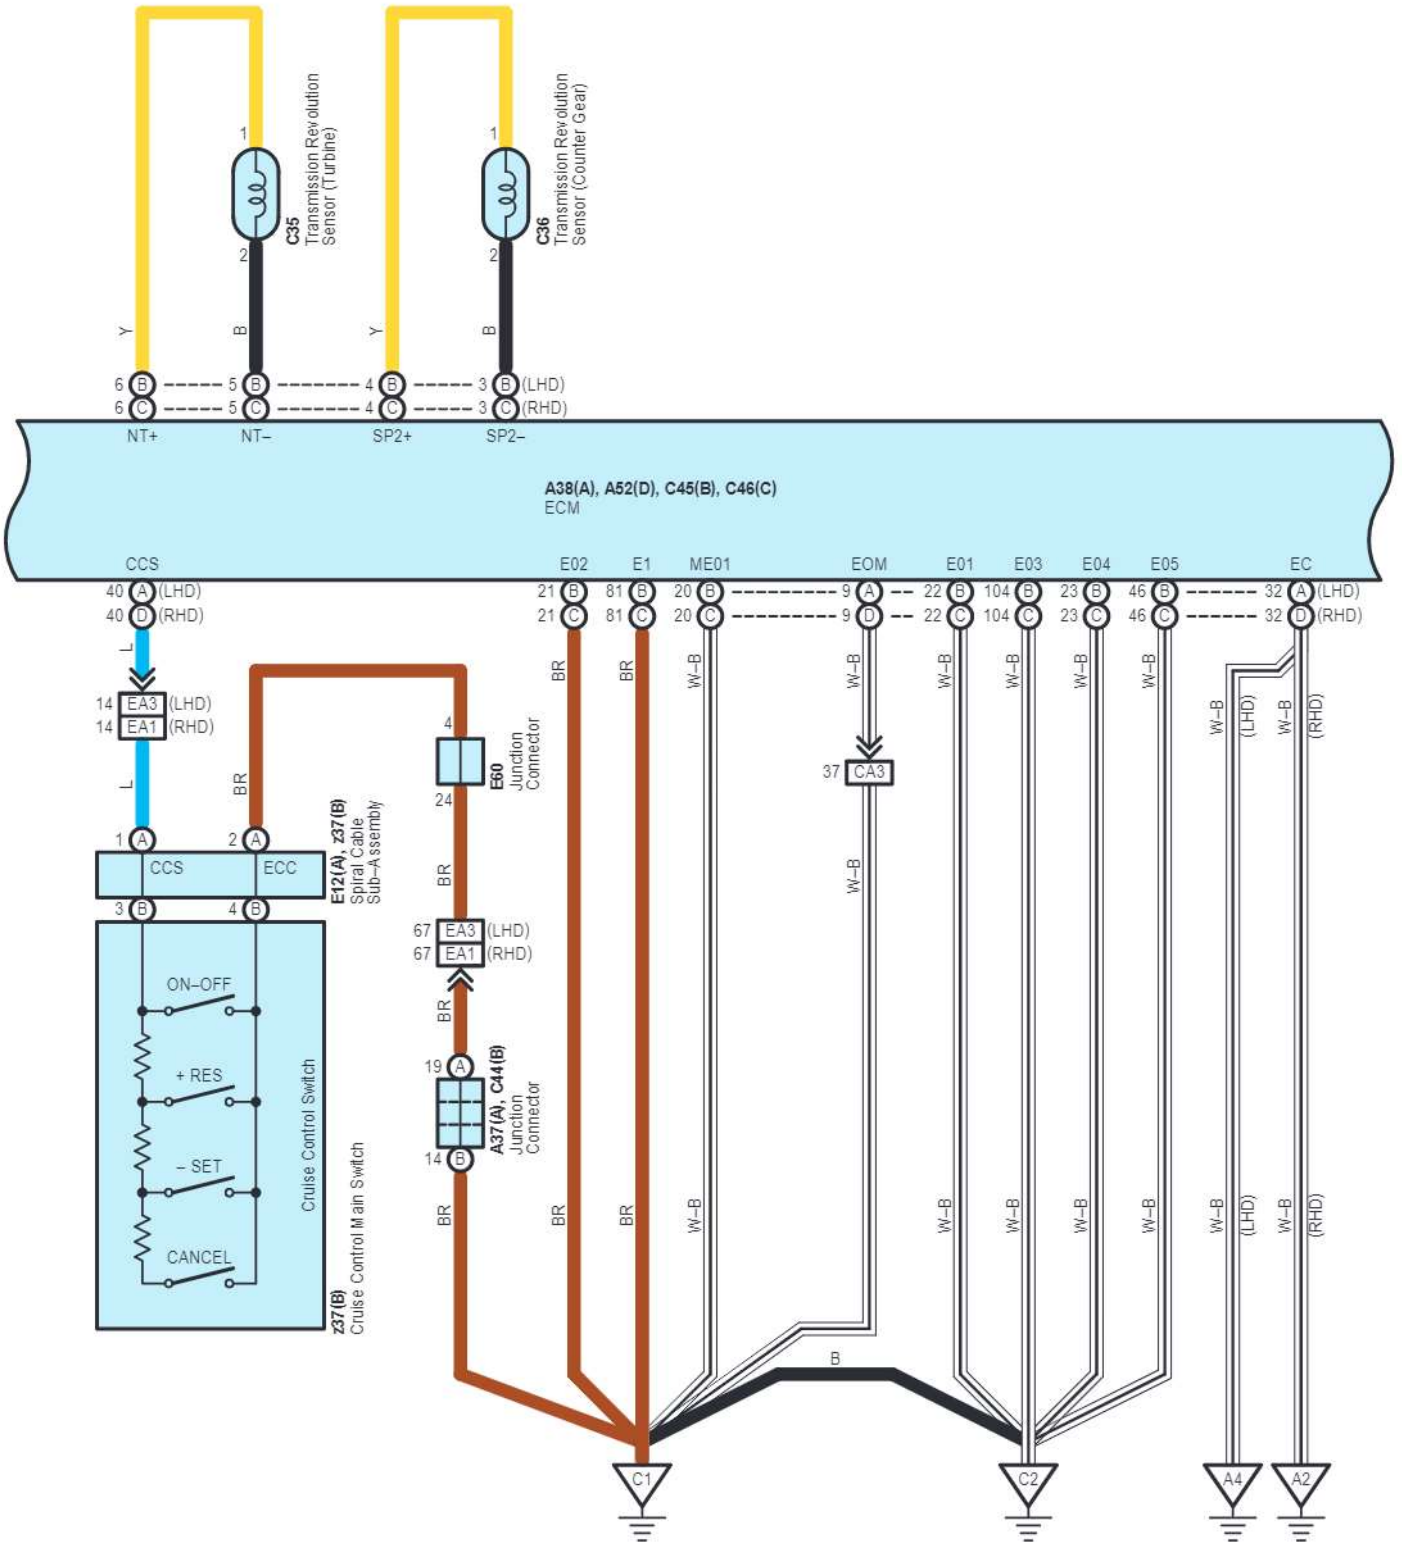 1
1
Transmission Revolution
Sensor (Turbine)
C35
Transmission Revolution
Sensor (Counter Gear)
C36
2
2
Y
B
Y
B
6 B 5 B 4 B 3 B (LHD)
6 C 5 C 4 C 3 C (RHD)
NT+ NT– SP2+ SP2–
A38(A), A52(D), C45(B), C46(C)
ECM
CCS E02 E1 ME01 EOM E01 E03 E04 E05 EC
40 A (LHD) 21 B 81 B 20 B 9 A 22 B 104 B 23 B 46 B 32 A (LHD)
40 D (RHD) 21 C 81 C 20 C 9 D 22 C 104 C 23 C 46 C 32 D (RHD)
L
BR
BR
W–B
W–B
W–B
W–B
W–B
W–B
14 EA3 (LHD)
14 EA1 (RHD)
W–B
(LHD)
W–B
(RHD)
4
E60
Junction
Connector
24
37 CA3
L
BR
1 A 2 A
CCS ECC
E12(A), z37(B)
Spiral Cable
Sub–Assembly
3 B 4 B
BR
W–B
67 EA3 (LHD)
67 EA1 (RHD)
BR
ON–OFF
+ RES
– SET
CANCEL
Cruise Control Switch
z37(B)
Cruise Control Main Switch
19 A
A37(A), C44(B)
Junction
Connector
14 B
BR
BR
BR
W–B
W–B
W–B
W–B
W–B
W–B
(LHD)
W–B
(RHD)
B
C1 C2 A4 A2